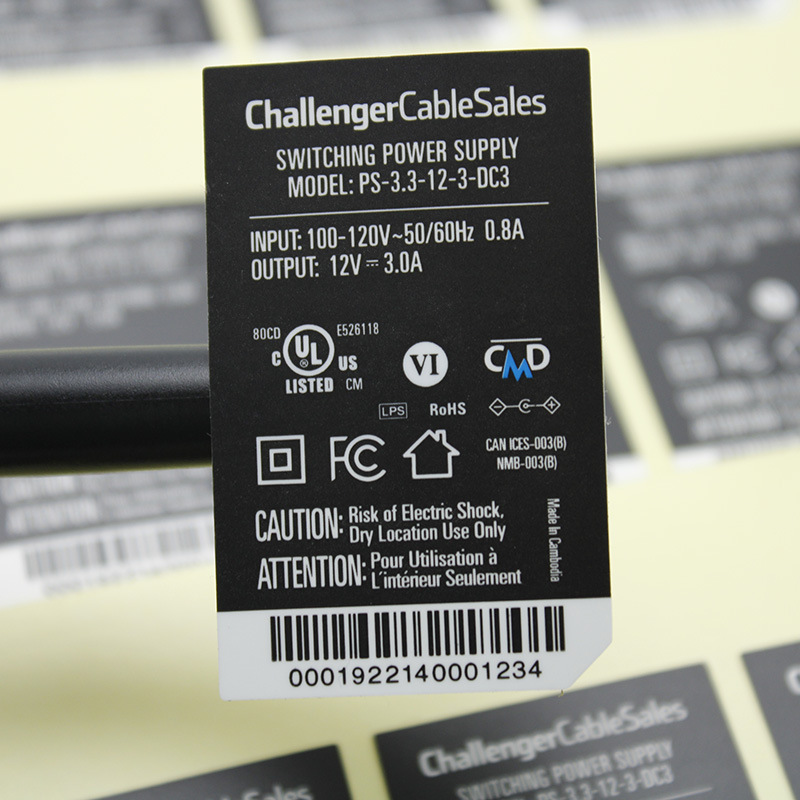 ChallengerCableSales
SWITCHING POWER SUPPLY
MODEL: PS-3.3-12-3-DC3
INPUT: 100-120V~50/60Hz 0.8A
OUTPUT: 12V⎓3.0A
80CD E526118
C UL ® US
LISTED CM
VI
CMD
LPS RoHS
FC
CAN ICES-003(B)
NMB-003(B)
CAUTION: Risk of Electric Shock,
Dry Location Use Only
ATTENTION: Pour Utilisation à
L'intérieur Seulement
Made In Cambodia
0001922140001234
ChallengerCableSales
SWITCHING POWER SUPPLY
PS-3.3-12-3-DC3